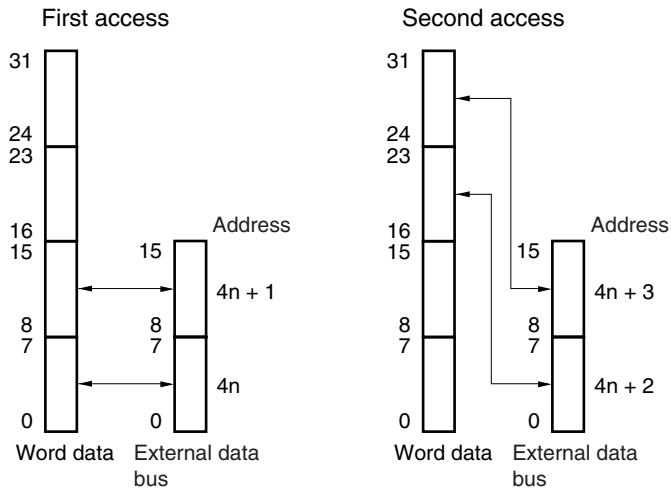 First access
31
24
23
16
15
8
7
0
Word data
Address
15
4n + 1
8
7
4n
0
External data
bus
Second access
31
24
23
16
15
8
7
0
Word data
Address
15
4n + 3
8
7
4n + 2
0
External data
bus